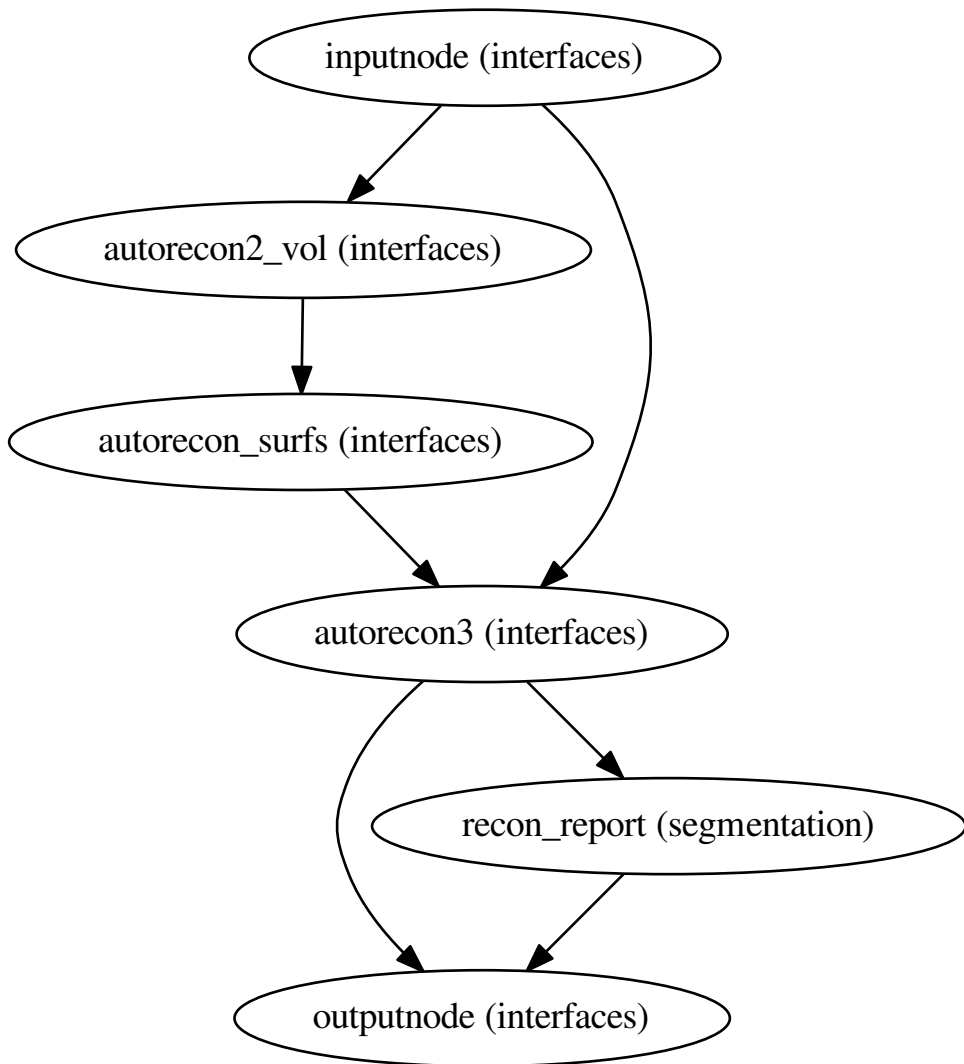 inputnode (interfaces)
autorecon2_vol (interfaces)
autorecon_surfs (interfaces)
autorecon3 (interfaces)
recon_report (segmentation)
outputnode (interfaces)